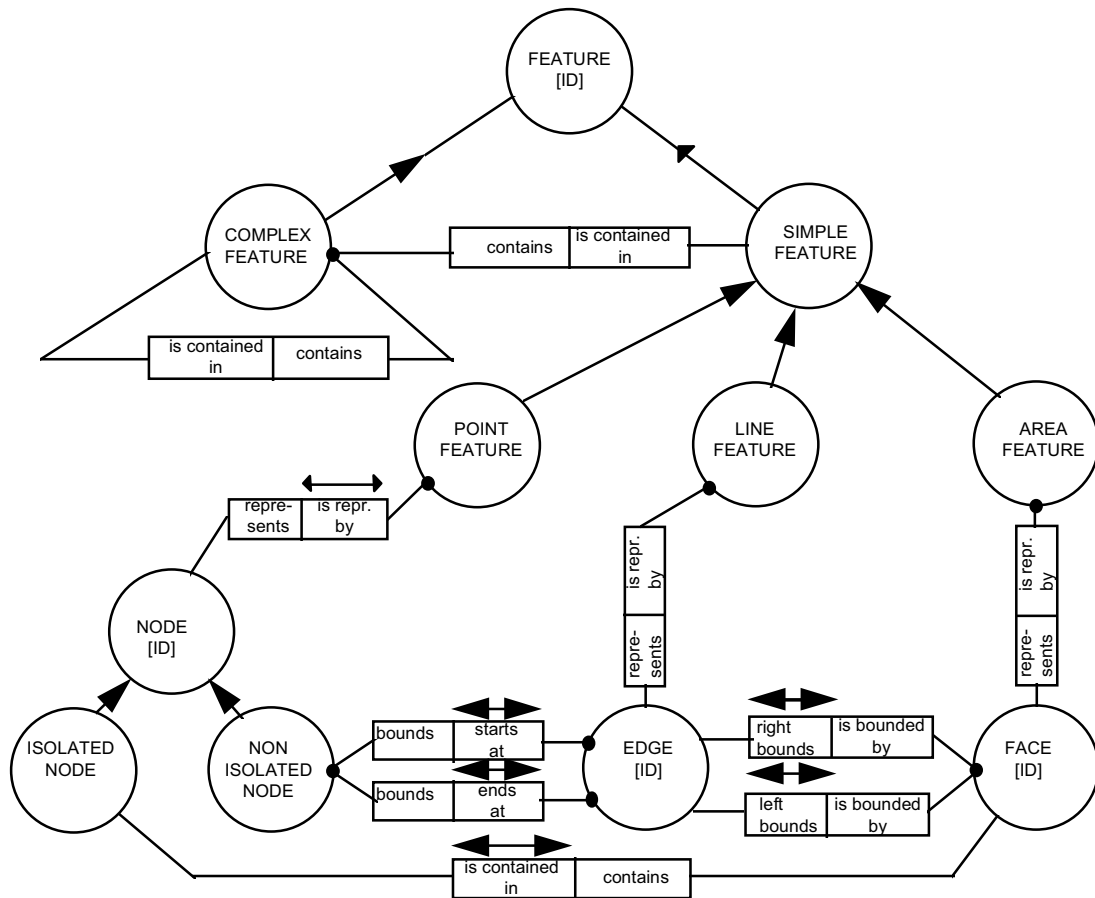 FEATURE
[ID]
COMPLEX
FEATURE
contains
is contained
in
SIMPLE
FEATURE
is contained
in
contains
POINT
FEATURE
LINE
FEATURE
AREA
FEATURE
repre-
sents
is repr.
by
is repr.
by
repre-
sents
is repr.
by
repre-
sents
NODE
[ID]
ISOLATED
NODE
NON
ISOLATED
NODE
bounds
starts
at
bounds
ends
at
EDGE
[ID]
right
bounds
is bounded
by
left
bounds
is bounded
by
FACE
[ID]
is contained
in
contains